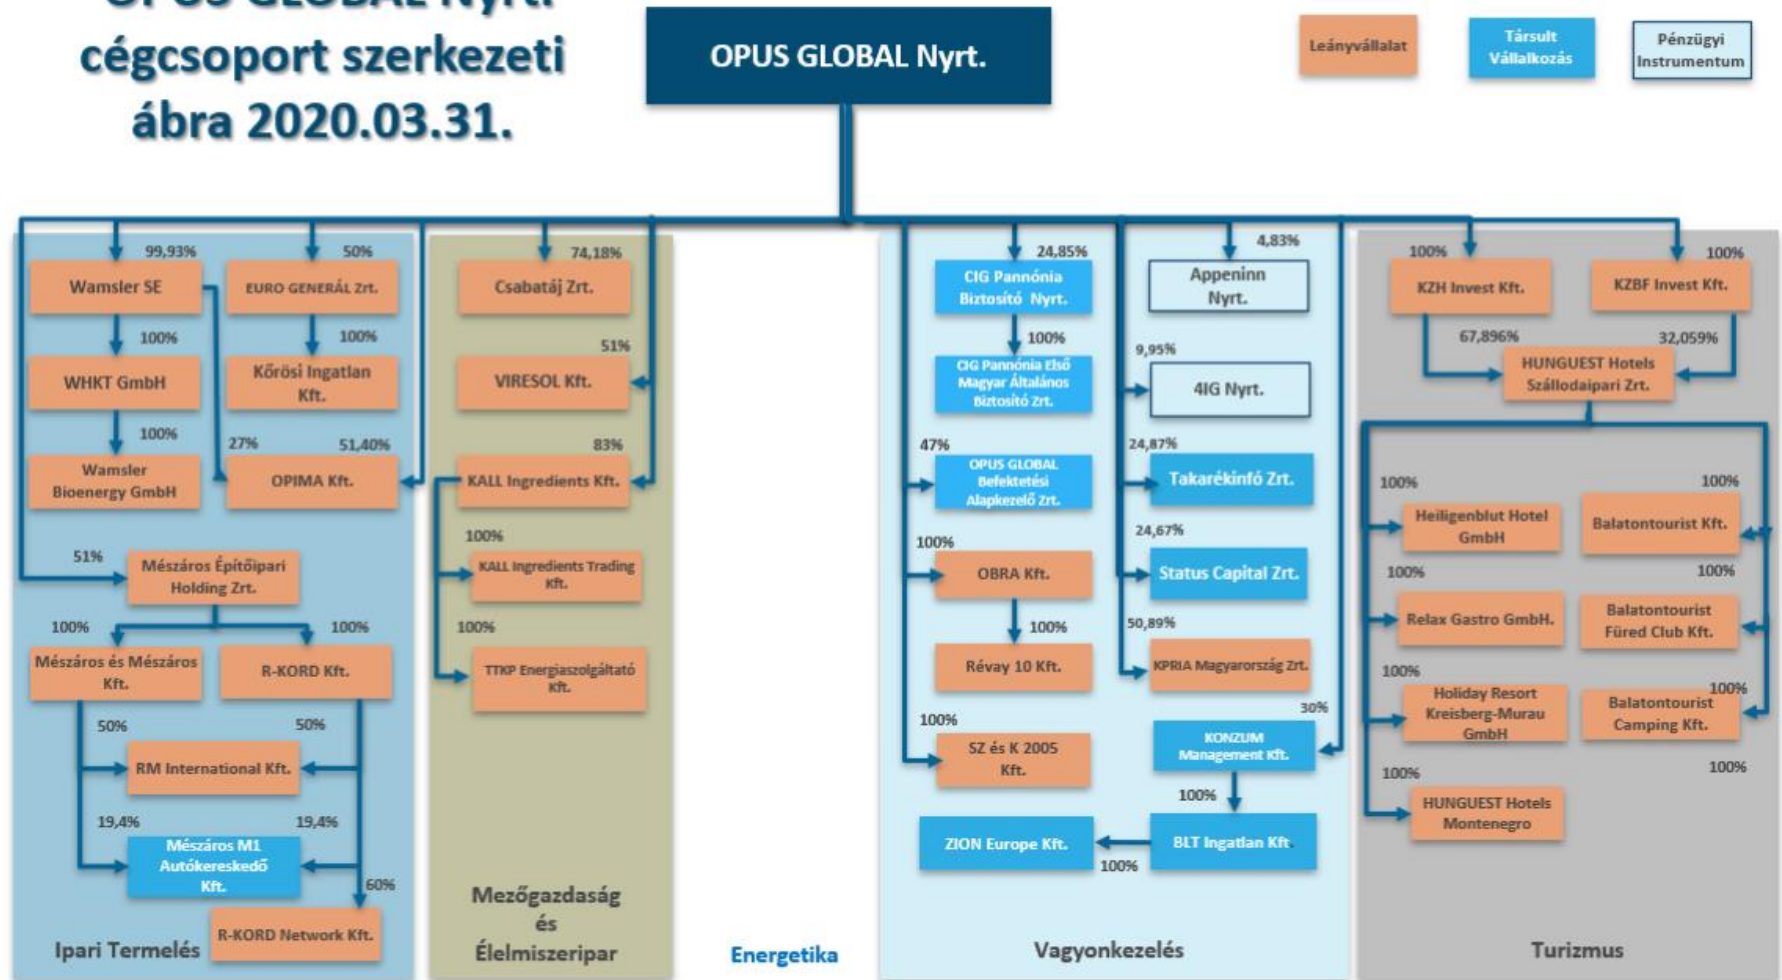 OPUS GLOBAL Nyrt.
cégcsoport szerkezeti
ábra 2020.03.31.
OPUS GLOBAL Nyrt.
Leányvállalat
Társult
Vállalkozás
Pénzügyi
Instrumentum
99,93%
Wamsler SE
100%
WHKT GmbH
100%
Wamsler
Bioenergy GmbH
50%
EURO GENERÁL Zrt.
100%
Kőrösi Ingatlan
Kft.
27%
51,40%
OPIMA Kft.
51%
Mészáros Építőipari
Holding Zrt.
100%
100%
Mészáros és Mészáros
Kft.
R-KORD Kft.
50%
50%
RM International Kft.
19,4%
19,4%
Mészáros M1
Autókereskedő
Kft.
60%
R-KORD Network Kft.
Ipari Termelés
74,18%
Csabatáj Zrt.
51%
VIRESOL Kft.
83%
KALL Ingredients Kft.
100%
KALL Ingredients Trading
Kft.
100%
TTKP Energiaszolgáltató
Kft.
Mezőgazdaság
és
Élelmiszeripar
Energetika
24,85%
CIG Pannónia
Biztosító Nyrt.
100%
CIG Pannónia Első
Magyar Általános
Biztosító Zrt.
47%
OPUS GLOBAL
Befektetési
Alapkezelő Zrt.
100%
OBRA Kft.
100%
Révay 10 Kft.
100%
SZ és K 2005
Kft.
4,83%
Appeninn
Nyrt.
9,95%
4IG Nyrt.
24,87%
Takarékinfó Zrt.
24,67%
Status Capital Zrt.
50,89%
KPRIA Magyarország Zrt.
30%
KONZUM
Management Kft.
100%
BLT Ingatlan Kft.
100%
ZION Europe Kft.
Vagyonkezelés
100%
KZH Invest Kft.
100%
KZBF Invest Kft.
67,896%
32,059%
HUNGUEST Hotels
Szállodaipari Zrt.
100%
Heiligenblut Hotel
GmbH
100%
Relax Gastro GmbH.
100%
Holiday Resort
Kreisberg-Murau
GmbH
100%
HUNGUEST Hotels
Montenegro
100%
Balatontourist Kft.
100%
Balatontourist
Füred Club Kft.
100%
Balatontourist
Camping Kft.
100%
Turizmus